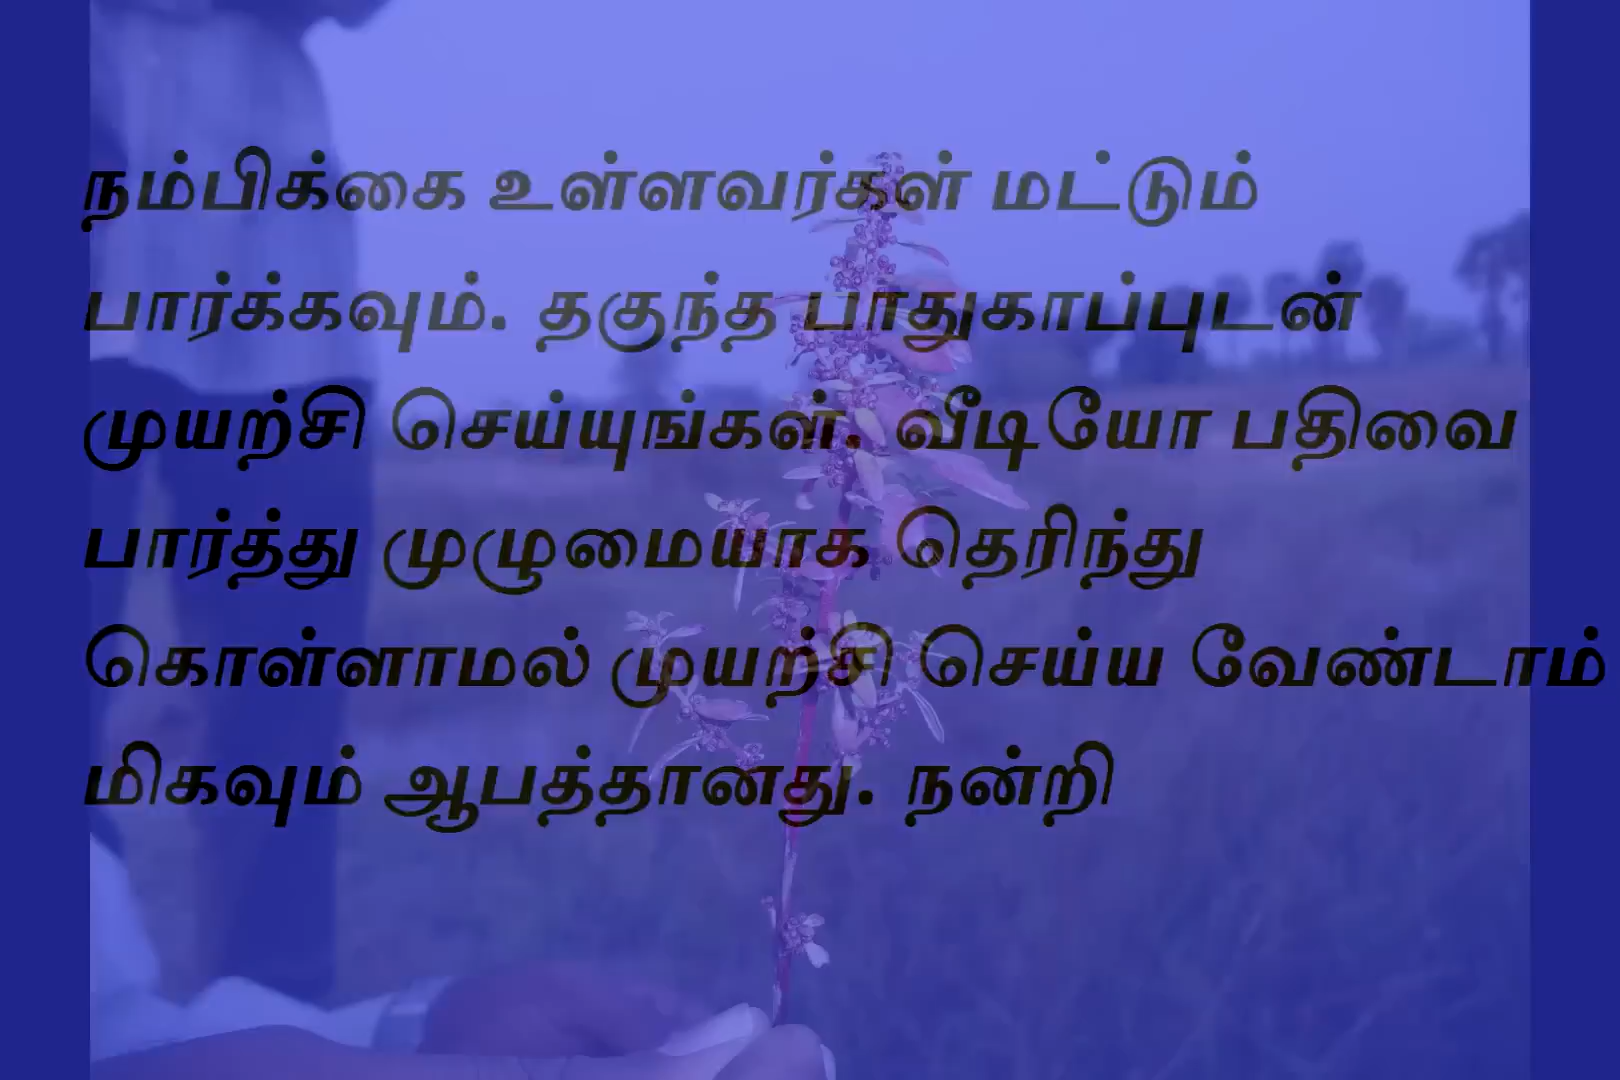 நம்பிக்கை உள்ளவர்கள் மட்டும்
பார்க்கவும். தகுந்த பாதுகாப்புடன்
முயற்சி செய்யுங்கள். வீடியோ பதிவை
பார்த்து முழுமையாக தெரிந்து
கொள்ளாமல் முயற்சி செய்ய வேண்டாம்
மிகவும் ஆபத்தானது. நன்றி